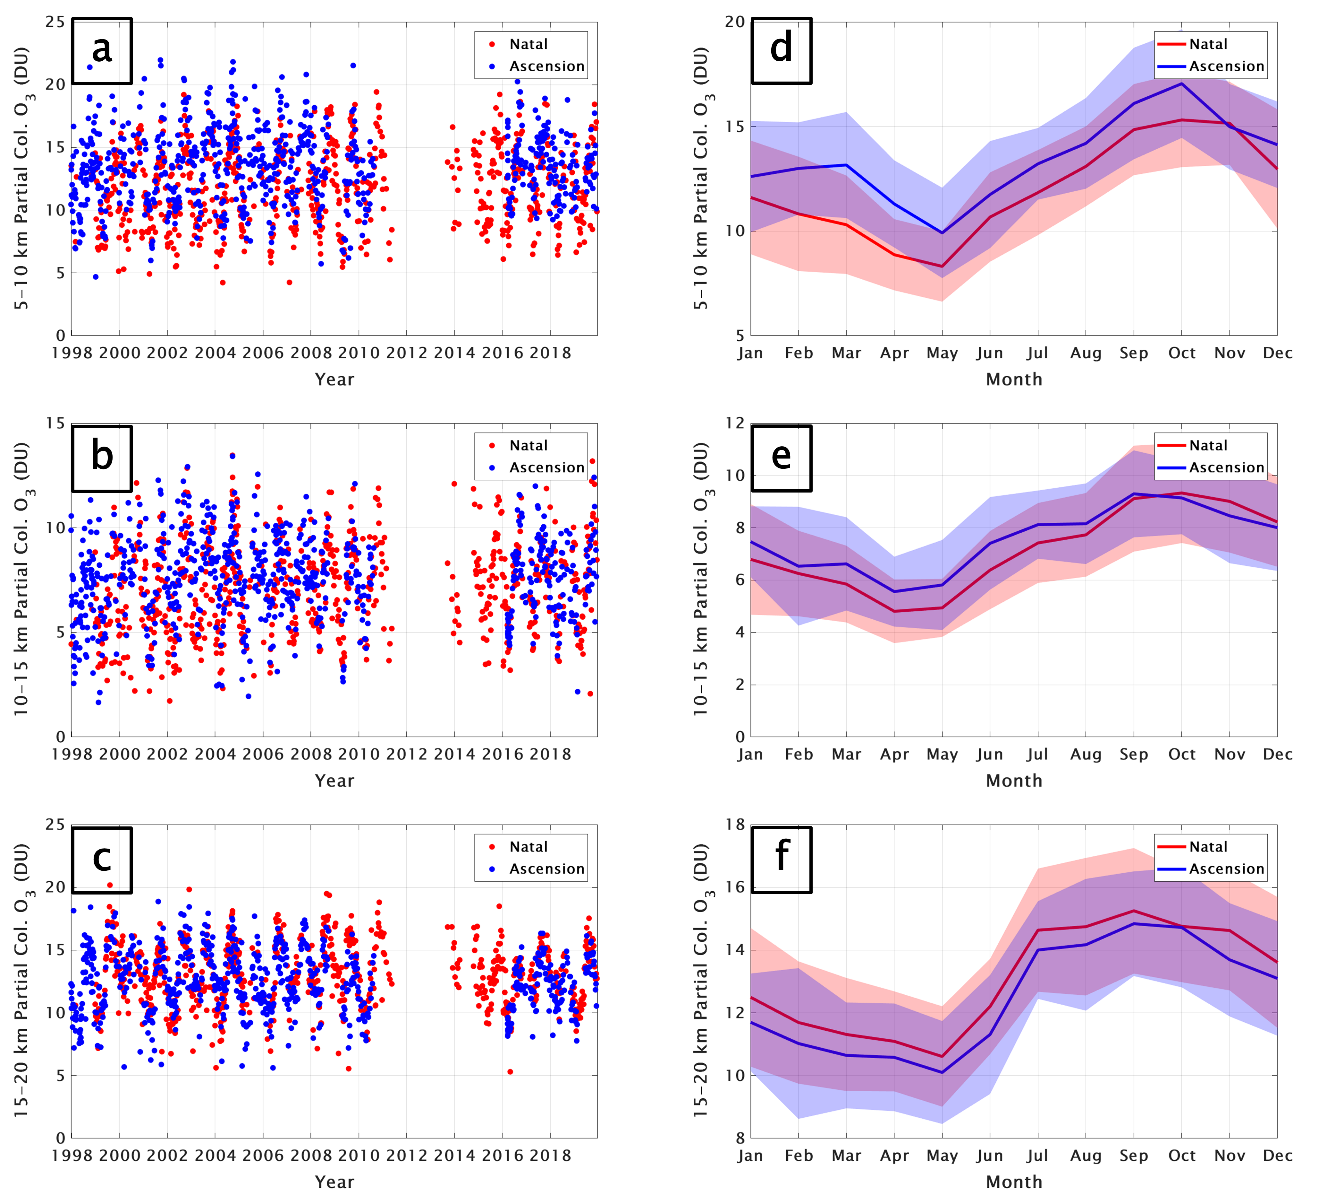 a
Natal
Ascension
5-10 km Partial Col. O3 (DU)
25
20
15
10
5
0
1998 2000 2002 2004 2006 2008 2010 2012 2014 2016 2018
Year
d
Natal
Ascension
5-10 km Partial Col. O3 (DU)
20
15
10
5
Jan Feb Mar Apr May Jun Jul Aug Sep Oct Nov Dec
Month
b
Natal
Ascension
10-15 km Partial Col. O3 (DU)
15
10
5
0
1998 2000 2002 2004 2006 2008 2010 2012 2014 2016 2018
Year
e
Natal
Ascension
10-15 km Partial Col. O3 (DU)
12
10
8
6
4
2
0
Jan Feb Mar Apr May Jun Jul Aug Sep Oct Nov Dec
Month
c
Natal
Ascension
15-20 km Partial Col. O3 (DU)
25
20
15
10
5
0
1998 2000 2002 2004 2006 2008 2010 2012 2014 2016 2018
Year
f
Natal
Ascension
15-20 km Partial Col. O3 (DU)
18
16
14
12
10
8
Jan Feb Mar Apr May Jun Jul Aug Sep Oct Nov Dec
Month